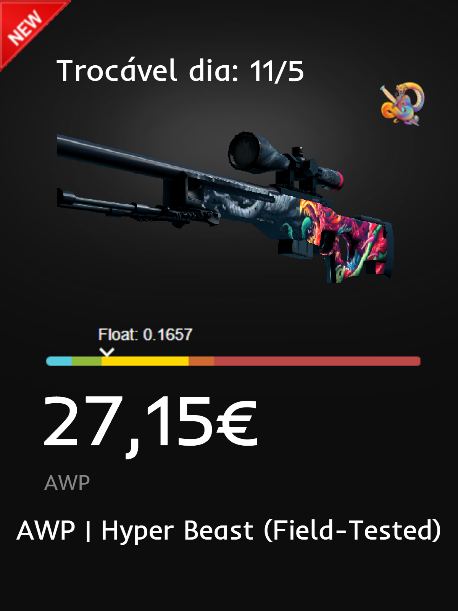 NEW
Trocável dia: 11/5
Float: 0.1657
27,15€
AWP
AWP | Hyper Beast (Field-Tested)